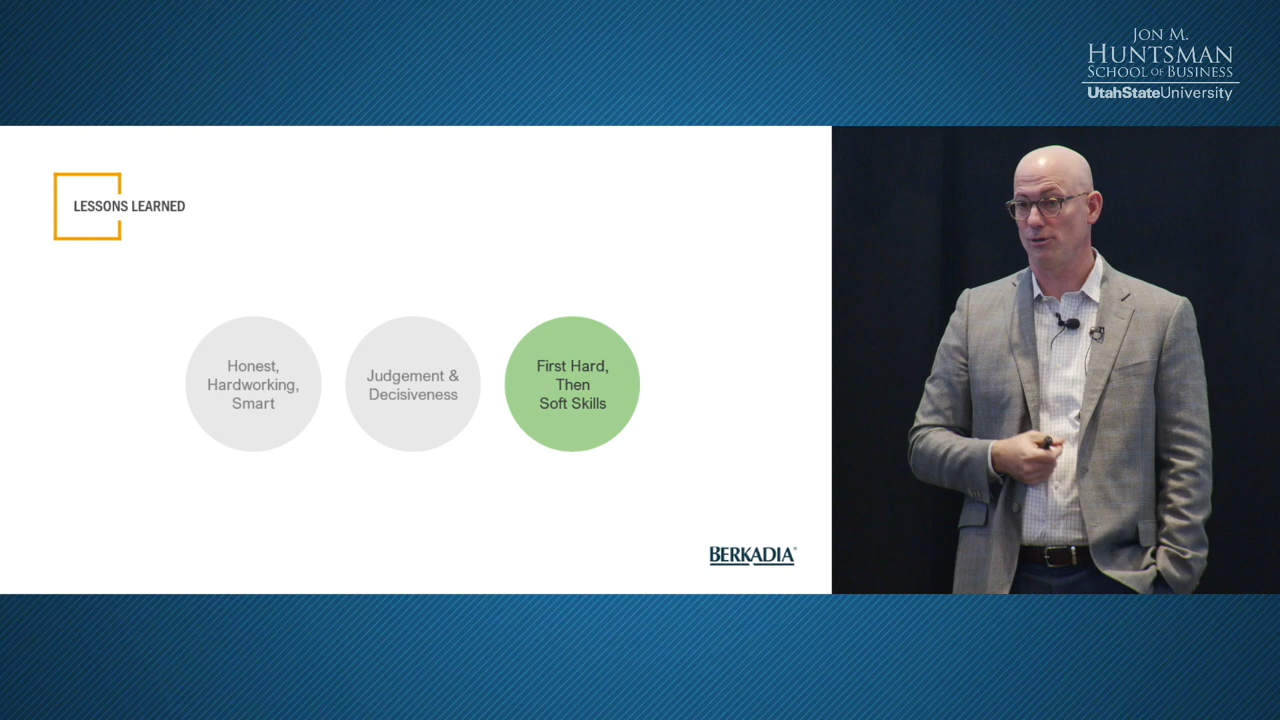 JON M.
HUNTSMAN
SCHOOL OF BUSINESS
UtahStateUniversity
LESSONS LEARNED
Honest,
Hardworking,
Smart
Judgement &
Decisiveness
First Hard,
Then
Soft Skills
BERKADIA®